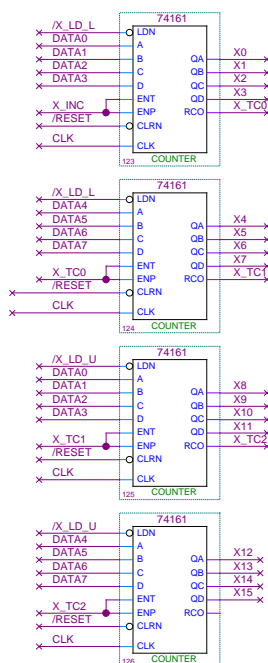 74161
/X_LD_L LDN
DATA0 A
DATA1 B QA X0
DATA2 C QB X1
DATA3 D QC X2
QD X3
X_INC ENT RCO X_TC0
ENP
/RESET CLRN
CLK CLK
123 COUNTER
74161
/X_LD_L LDN
DATA4 A
DATA5 B QA X4
DATA6 C QB X5
DATA7 D QC X6
QD X7
X_TC0 ENT RCO X_TC1
ENP
/RESET CLRN
CLK CLK
124 COUNTER
74161
/X_LD_U LDN
DATA0 A
DATA1 B QA X8
DATA2 C QB X9
DATA3 D QC X10
QD X11
X_TC1 ENT RCO X_TC2
ENP
/RESET CLRN
CLK CLK
125 COUNTER
74161
/X_LD_U LDN
DATA4 A
DATA5 B QA X12
DATA6 C QB X13
DATA7 D QC X14
QD X15
X_TC2 ENT RCO
ENP
/RESET CLRN
CLK CLK
126 COUNTER